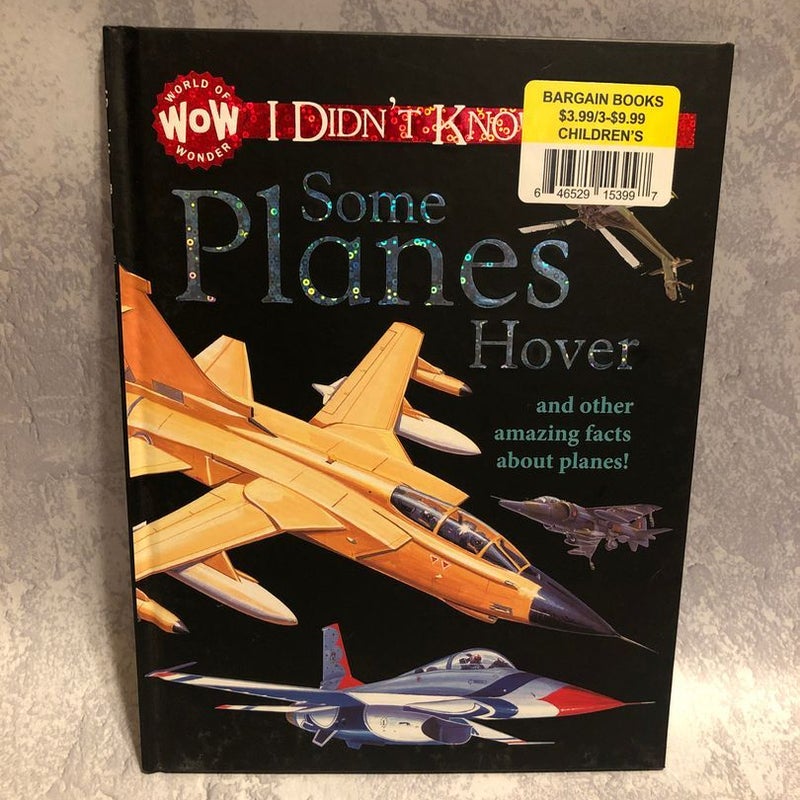 WORLD OF
WOW
WONDER
I DIDN'T KNO
BARGAIN BOOKS
$3.99/3-$9.99
CHILDREN'S
6 46529 15399 7
Some
Planes
Hover
and other
amazing facts
about planes!